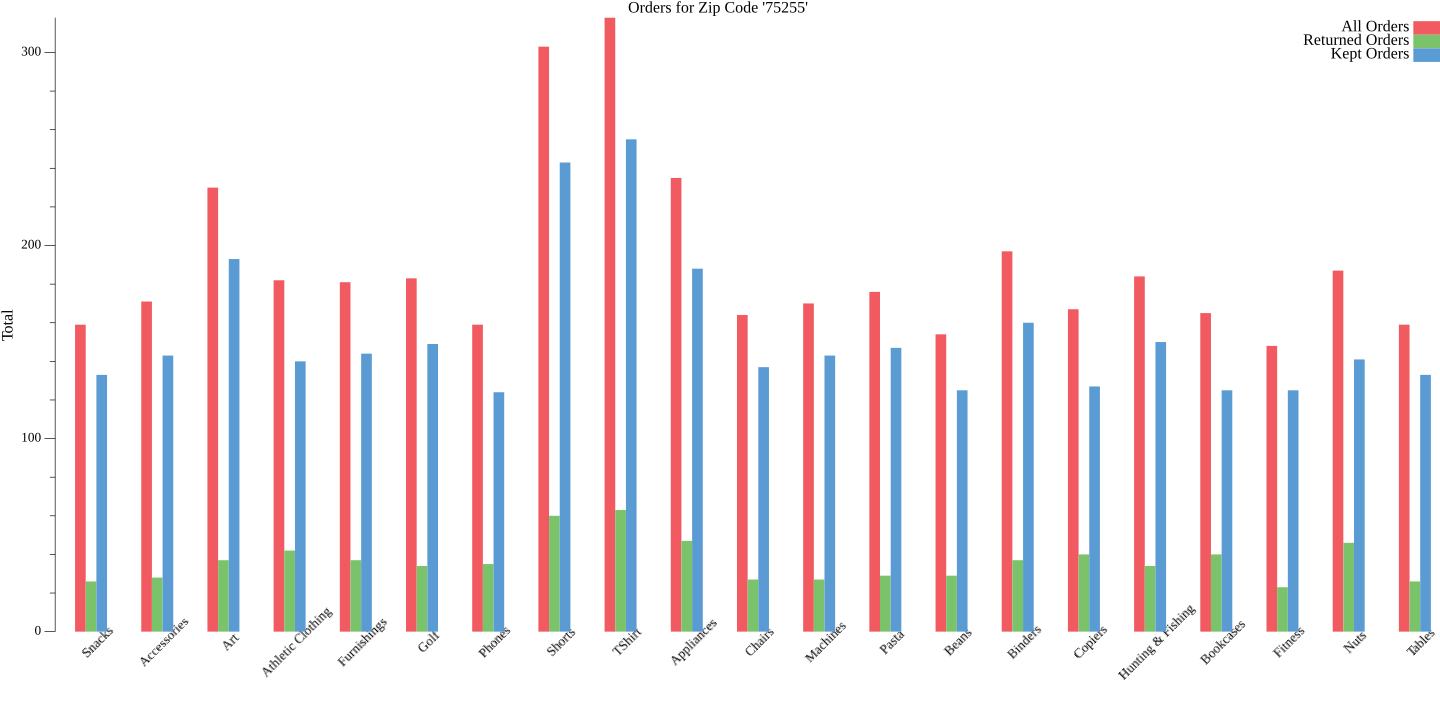 Orders for Zip Code '75255'
All Orders
Returned Orders
Kept Orders
Total
300
200
100
0
Snacks
Accessories
Art
Athletic Clothing
Furnishings
Golf
Phones
Shorts
TShirt
Appliances
Chairs
Machines
Pasta
Beans
Binders
Copiers
Hunting & Fishing
Bookcases
Fitness
Nuts
Tables